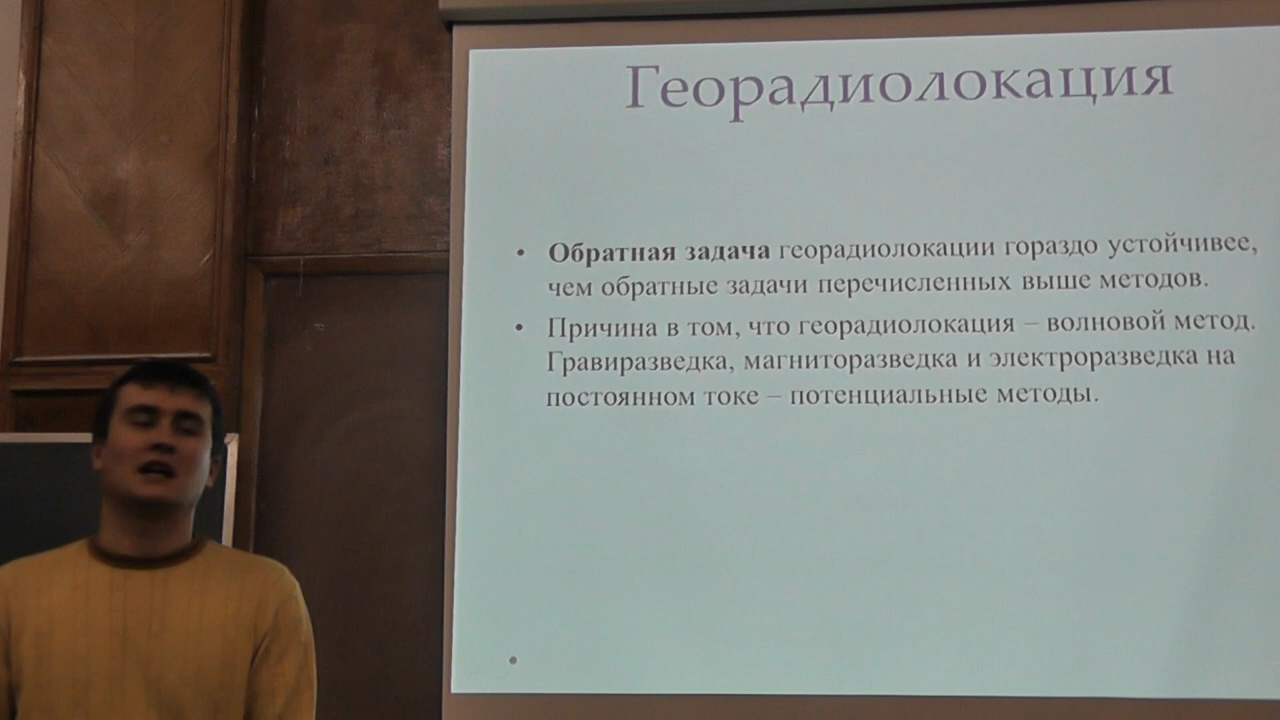 Георадиолокация
• Обратная задача георадиолокации гораздо устойчивее,
чем обратные задачи перечисленных выше методов.
• Причина в том, что георадиолокация – волновой метод.
Гравиразведка, магниторазведка и электроразведка на
постоянном токе – потенциальные методы.
•